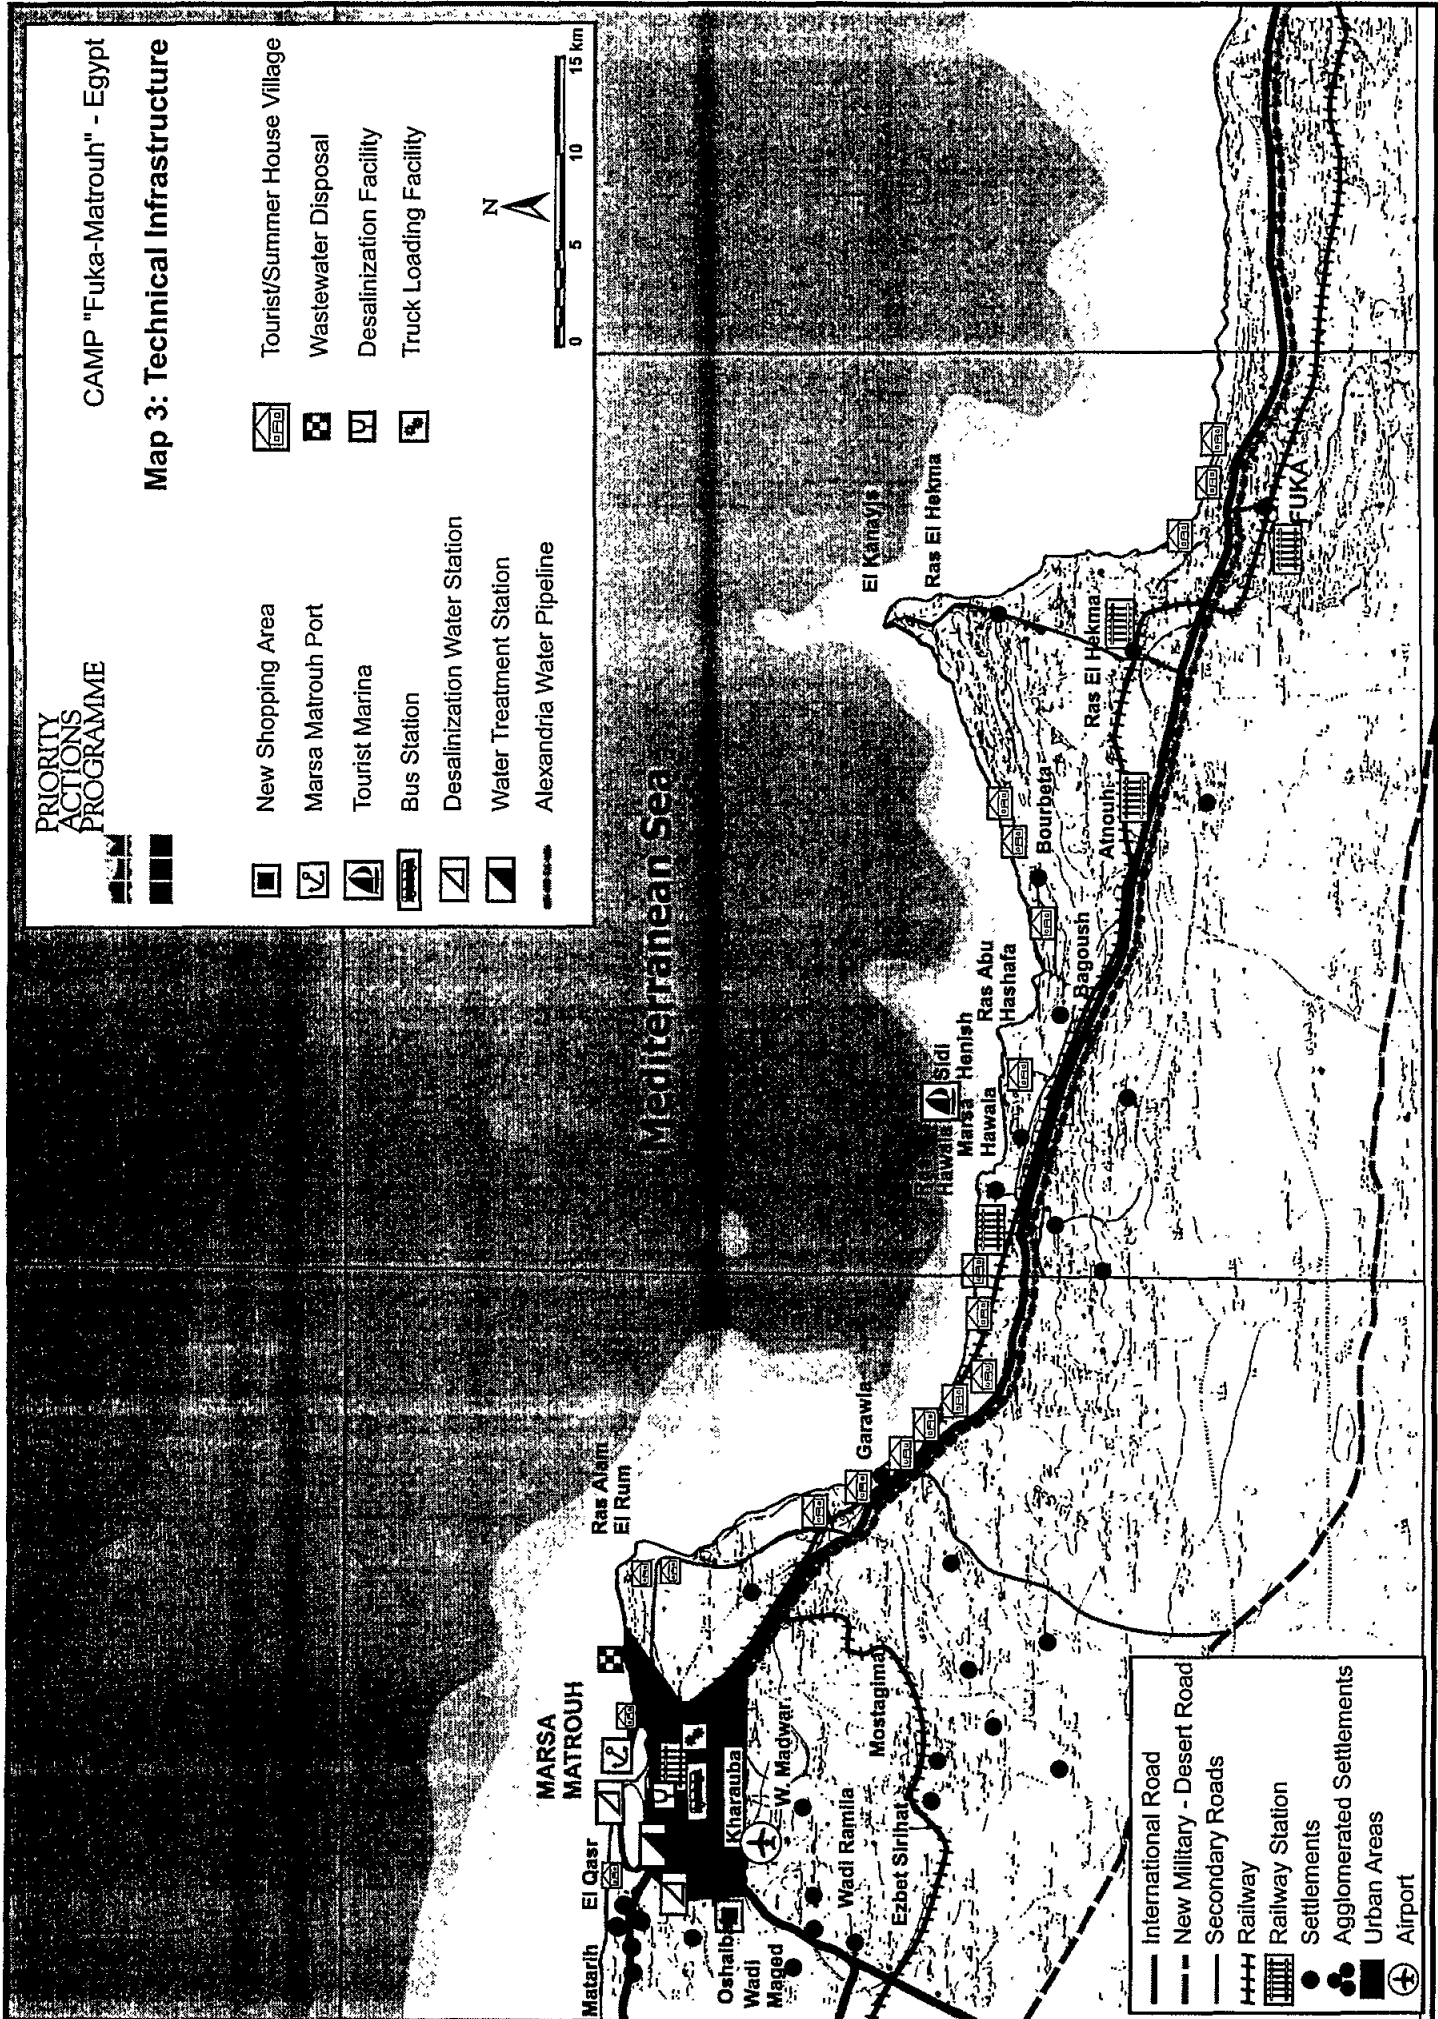 PRIORITY
ACTIONS
PROGRAMME
CAMP "Fuka-Matrouh" - Egypt
Map 3: Technical Infrastructure
New Shopping Area
Marsa Matrouh Port
Tourist Marina
Bus Station
Desalinization Water Station
Water Treatment Station
Alexandria Water Pipeline
Tourist/Summer House Village
Wastewater Disposal
Desalinization Facility
Truck Loading Facility
N
0 5 10 15 km
Mediterranean Sea
MARSA
MATROUH
Ras Alam
El Rum
Matarih
El Qasr
Kharauba
W. Madwar
Wadi
Maged
Wadi Ramila
Ezbet Sirihat
Mostagima
Garawla
Hawala
Marsa
Hawala
Sidi
Henish
Ras Abu
Hashafa
Bagoush
Bourbeta
Atnouh
Ras El Hekma
El Kanayis
Ras El Hekma
FUKA
International Road
New Military - Desert Road
Secondary Roads
Railway
Railway Station
Settlements
Agglomerated Settlements
Urban Areas
Airport